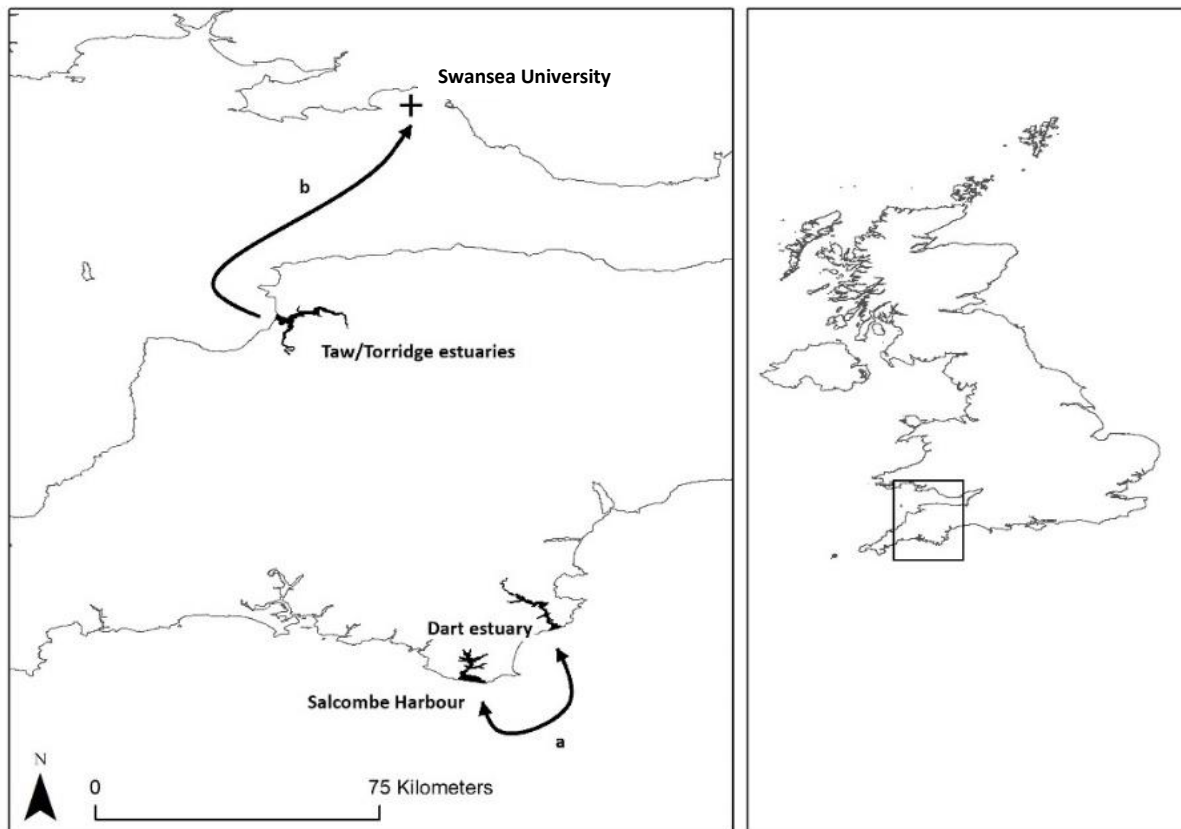 Swansea University
b
Taw/Torridge estuaries
Dart estuary
Salcombe Harbour
a
N
0 75 Kilometers